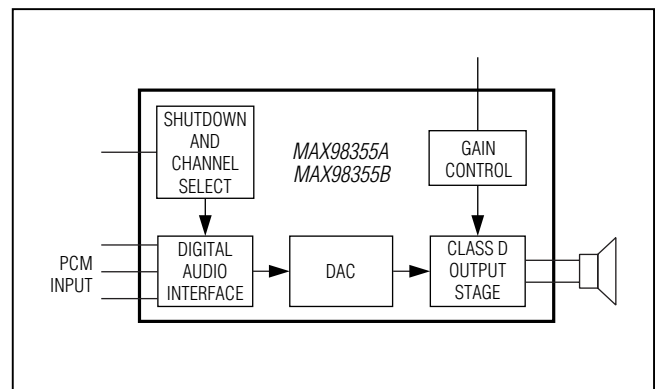 SHUTDOWN
AND
CHANNEL
SELECT
MAX98355A
MAX98355B
GAIN
CONTROL
PCM
INPUT
DIGITAL
AUDIO
INTERFACE
DAC
CLASS D
OUTPUT
STAGE